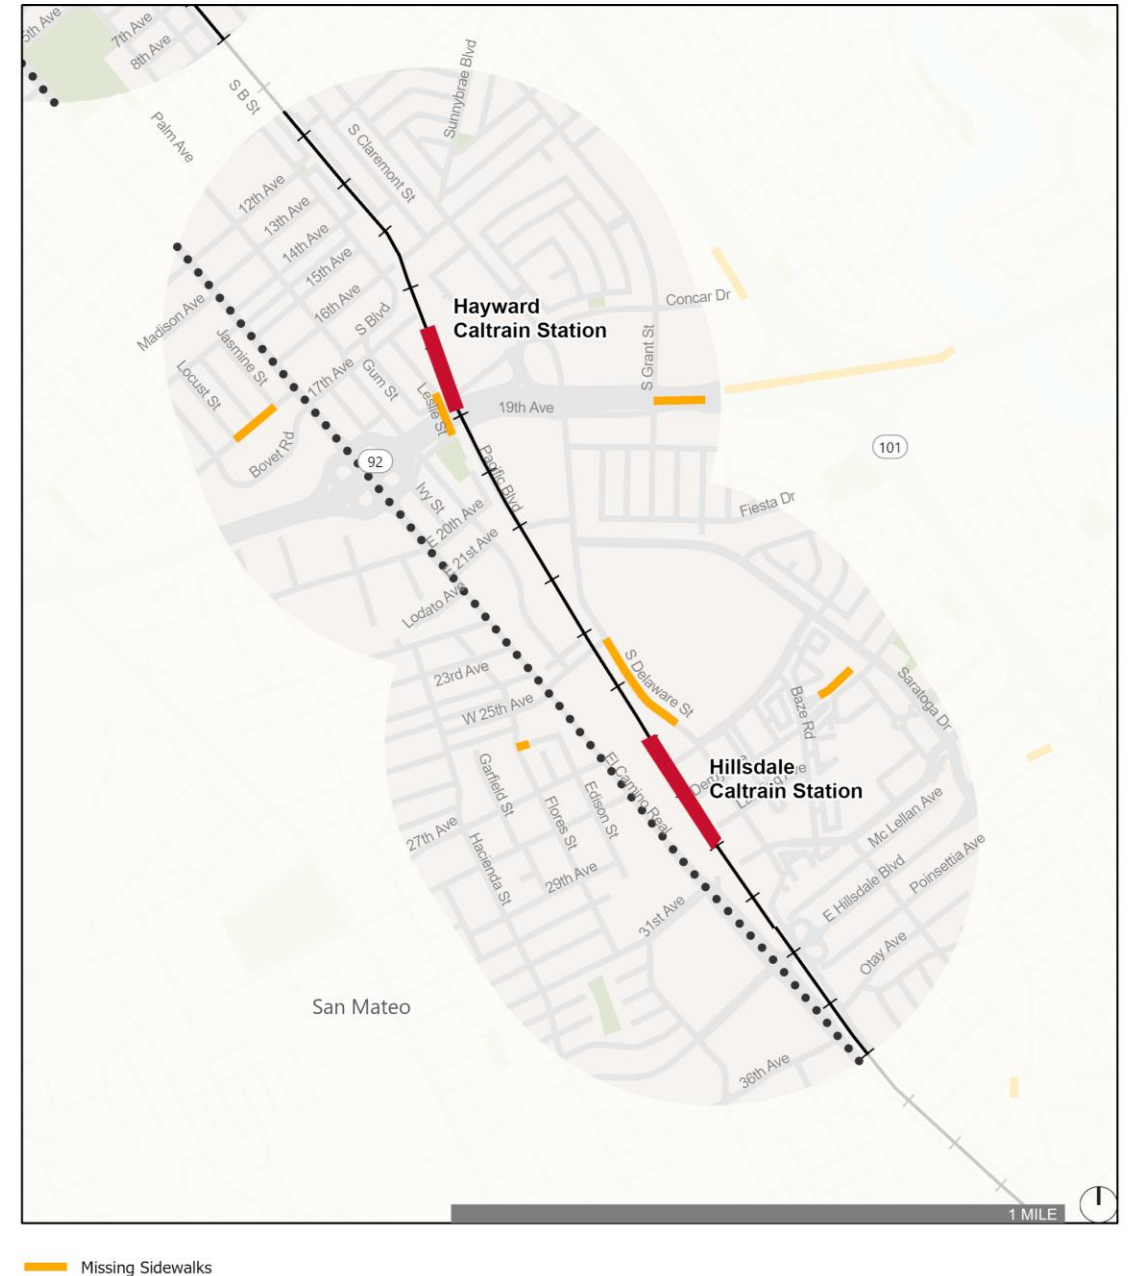 5th Ave
7th Ave
8th Ave
S B St
Palm Ave
Sunnybrae Blvd
S Claremont St
12th Ave
13th Ave
14th Ave
15th Ave
16th Ave
S Blvd
Madison Ave
Jasmine St
Locust St
17th Ave
Gum St
Leslie St
Bovet Rd
Hayward
Caltrain Station
Concar Dr
S Grant St
19th Ave
92
101
Pacific Blvd
Ivy St
E 20th Ave
E 21st Ave
Fiesta Dr
Lodato Ave
23rd Ave
W 25th Ave
S Delaware St
Baze Rd
Saratoga Dr
Garfield St
Flores St
Edison St
El Camino Real
Hillsdale
Caltrain Station
27th Ave
Hacienda St
29th Ave
31st Ave
Mc Lellan Ave
E Hillsdale Blvd
Poinsettia Ave
Otay Ave
San Mateo
36th Ave
1 MILE
Missing Sidewalks